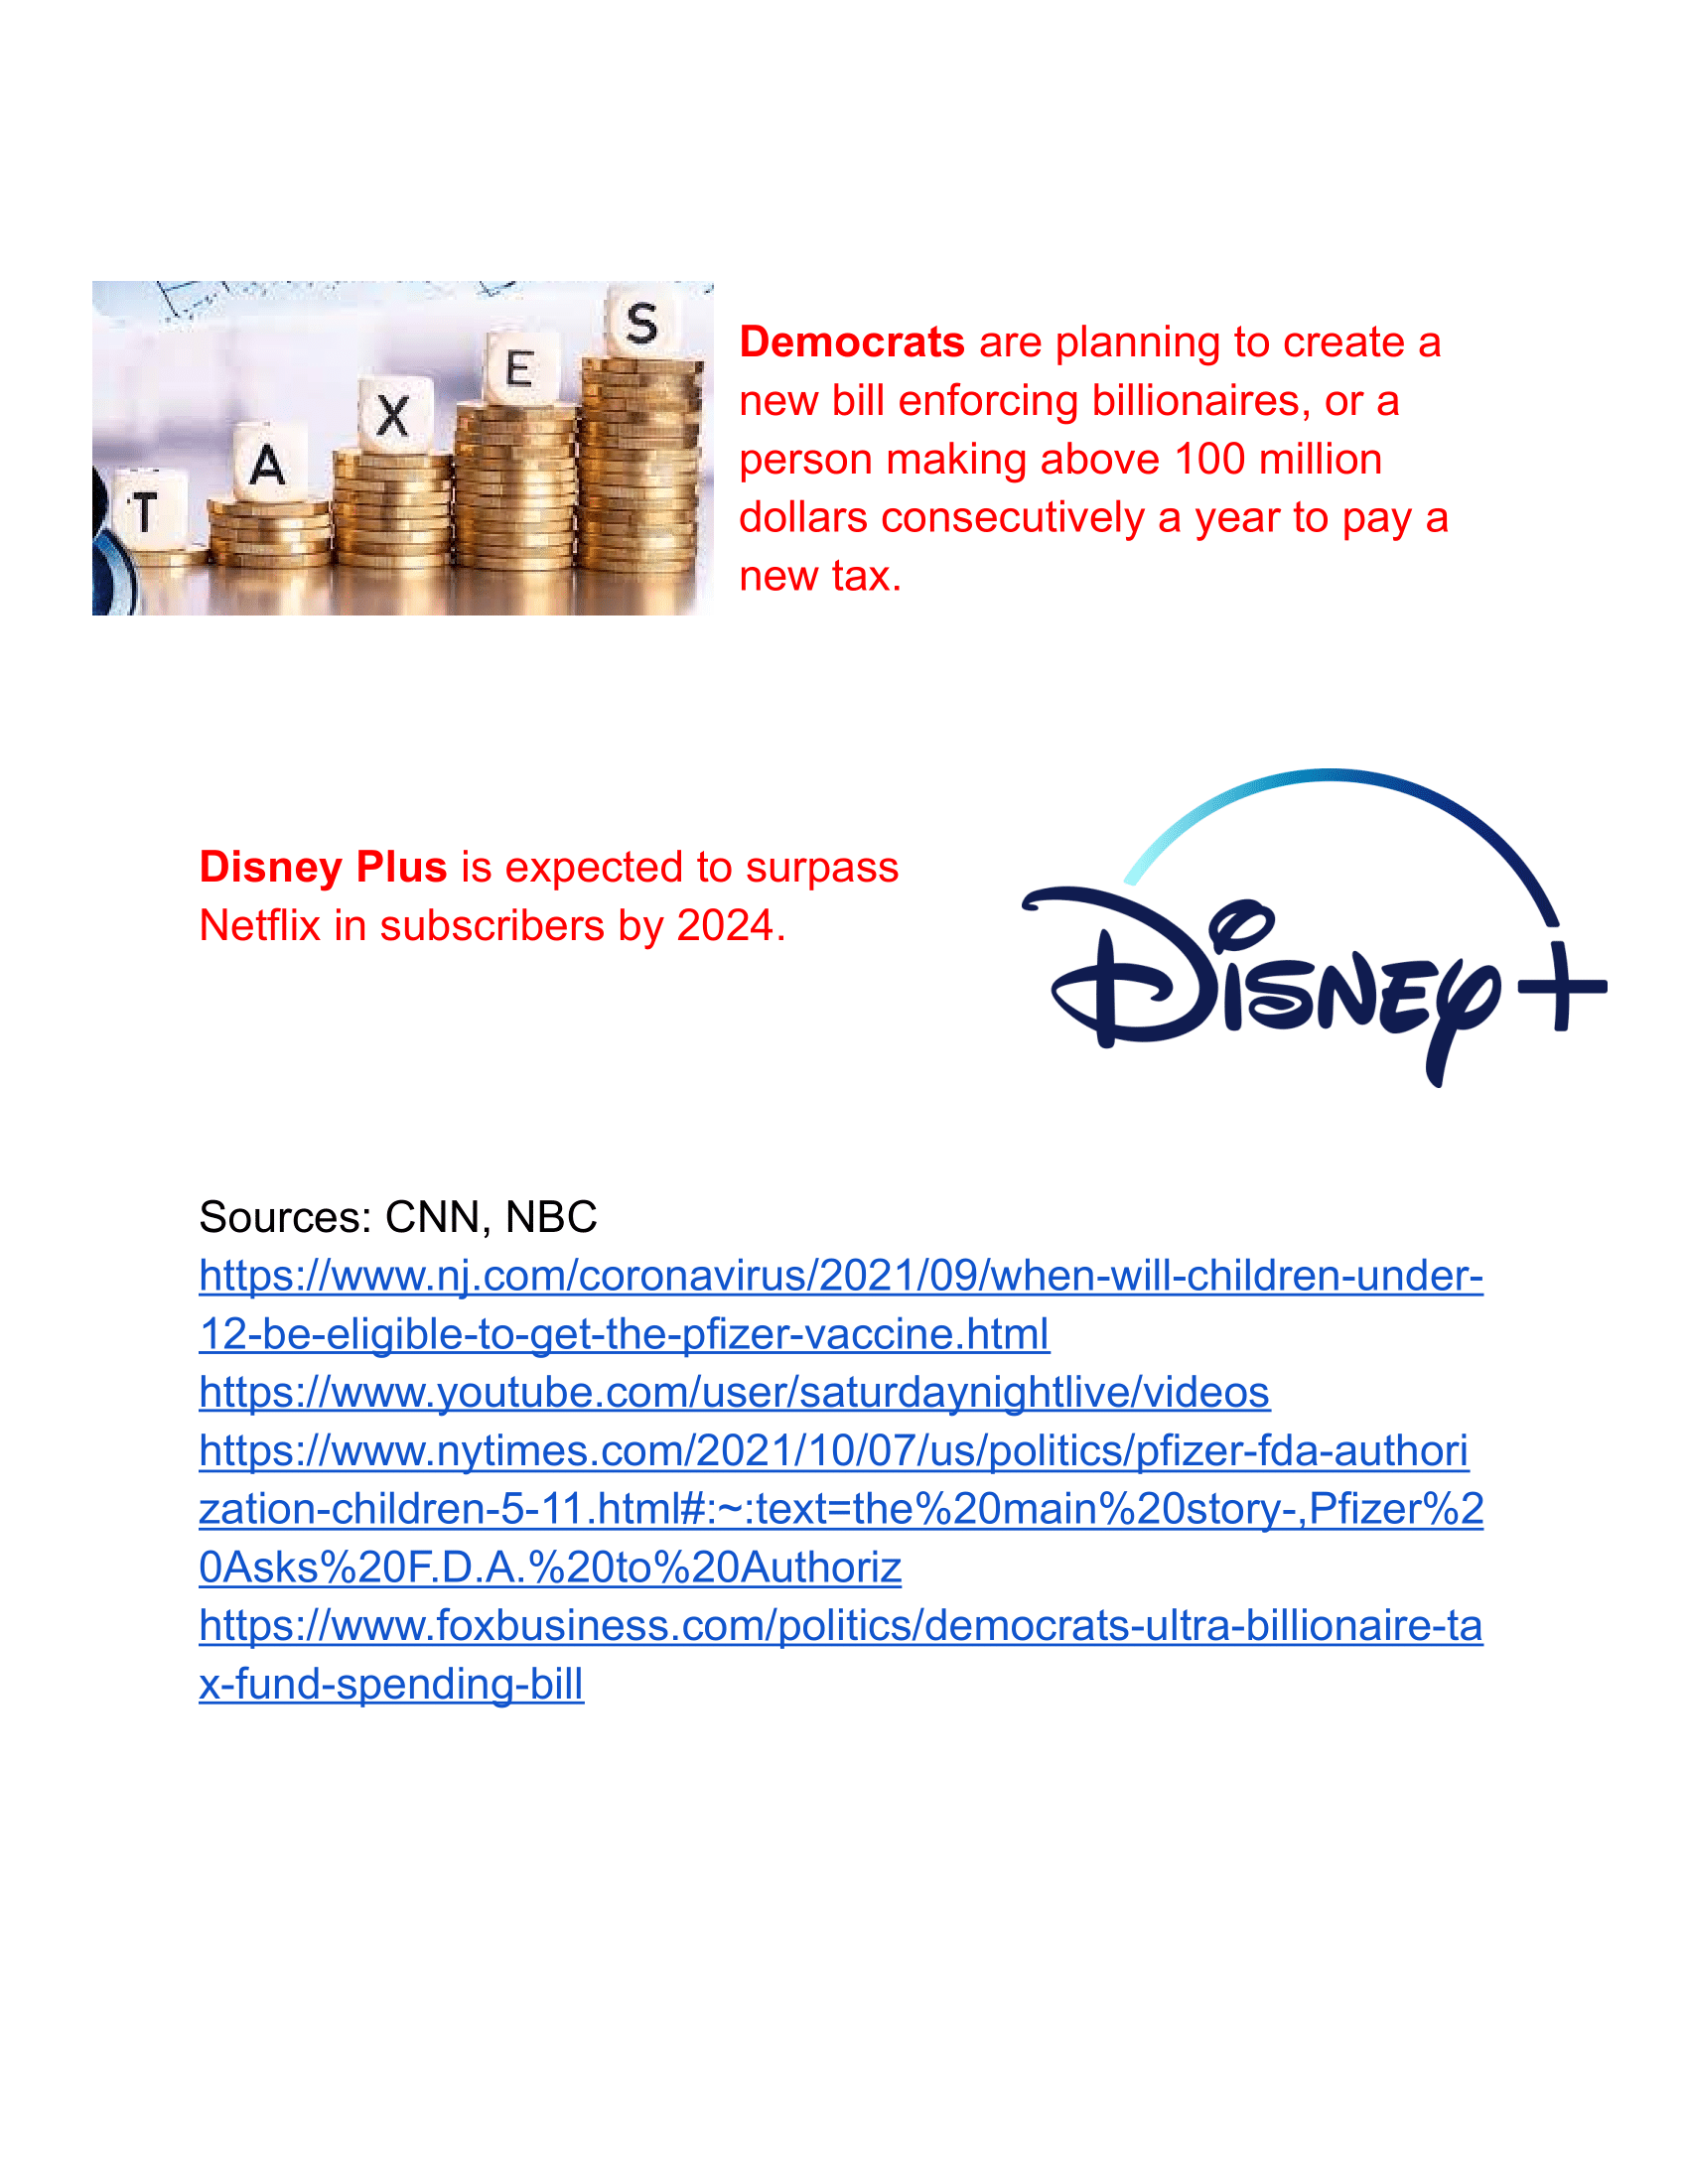 T A X E S
Democrats are planning to create a
new bill enforcing billionaires, or a
person making above 100 million
dollars consecutively a year to pay a
new tax.
Disney Plus is expected to surpass
Netflix in subscribers by 2024.
Disney+
Sources: CNN, NBC
https://www.nj.com/coronavirus/2021/09/when-will-children-under-
12-be-eligible-to-get-the-pfizer-vaccine.html
https://www.youtube.com/user/saturdaynightlive/videos
https://www.nytimes.com/2021/10/07/us/politics/pfizer-fda-authori
zation-children-5-11.html#:~:text=the%20main%20story-,Pfizer%2
0Asks%20F.D.A.%20to%20Authoriz
https://www.foxbusiness.com/politics/democrats-ultra-billionaire-ta
x-fund-spending-bill